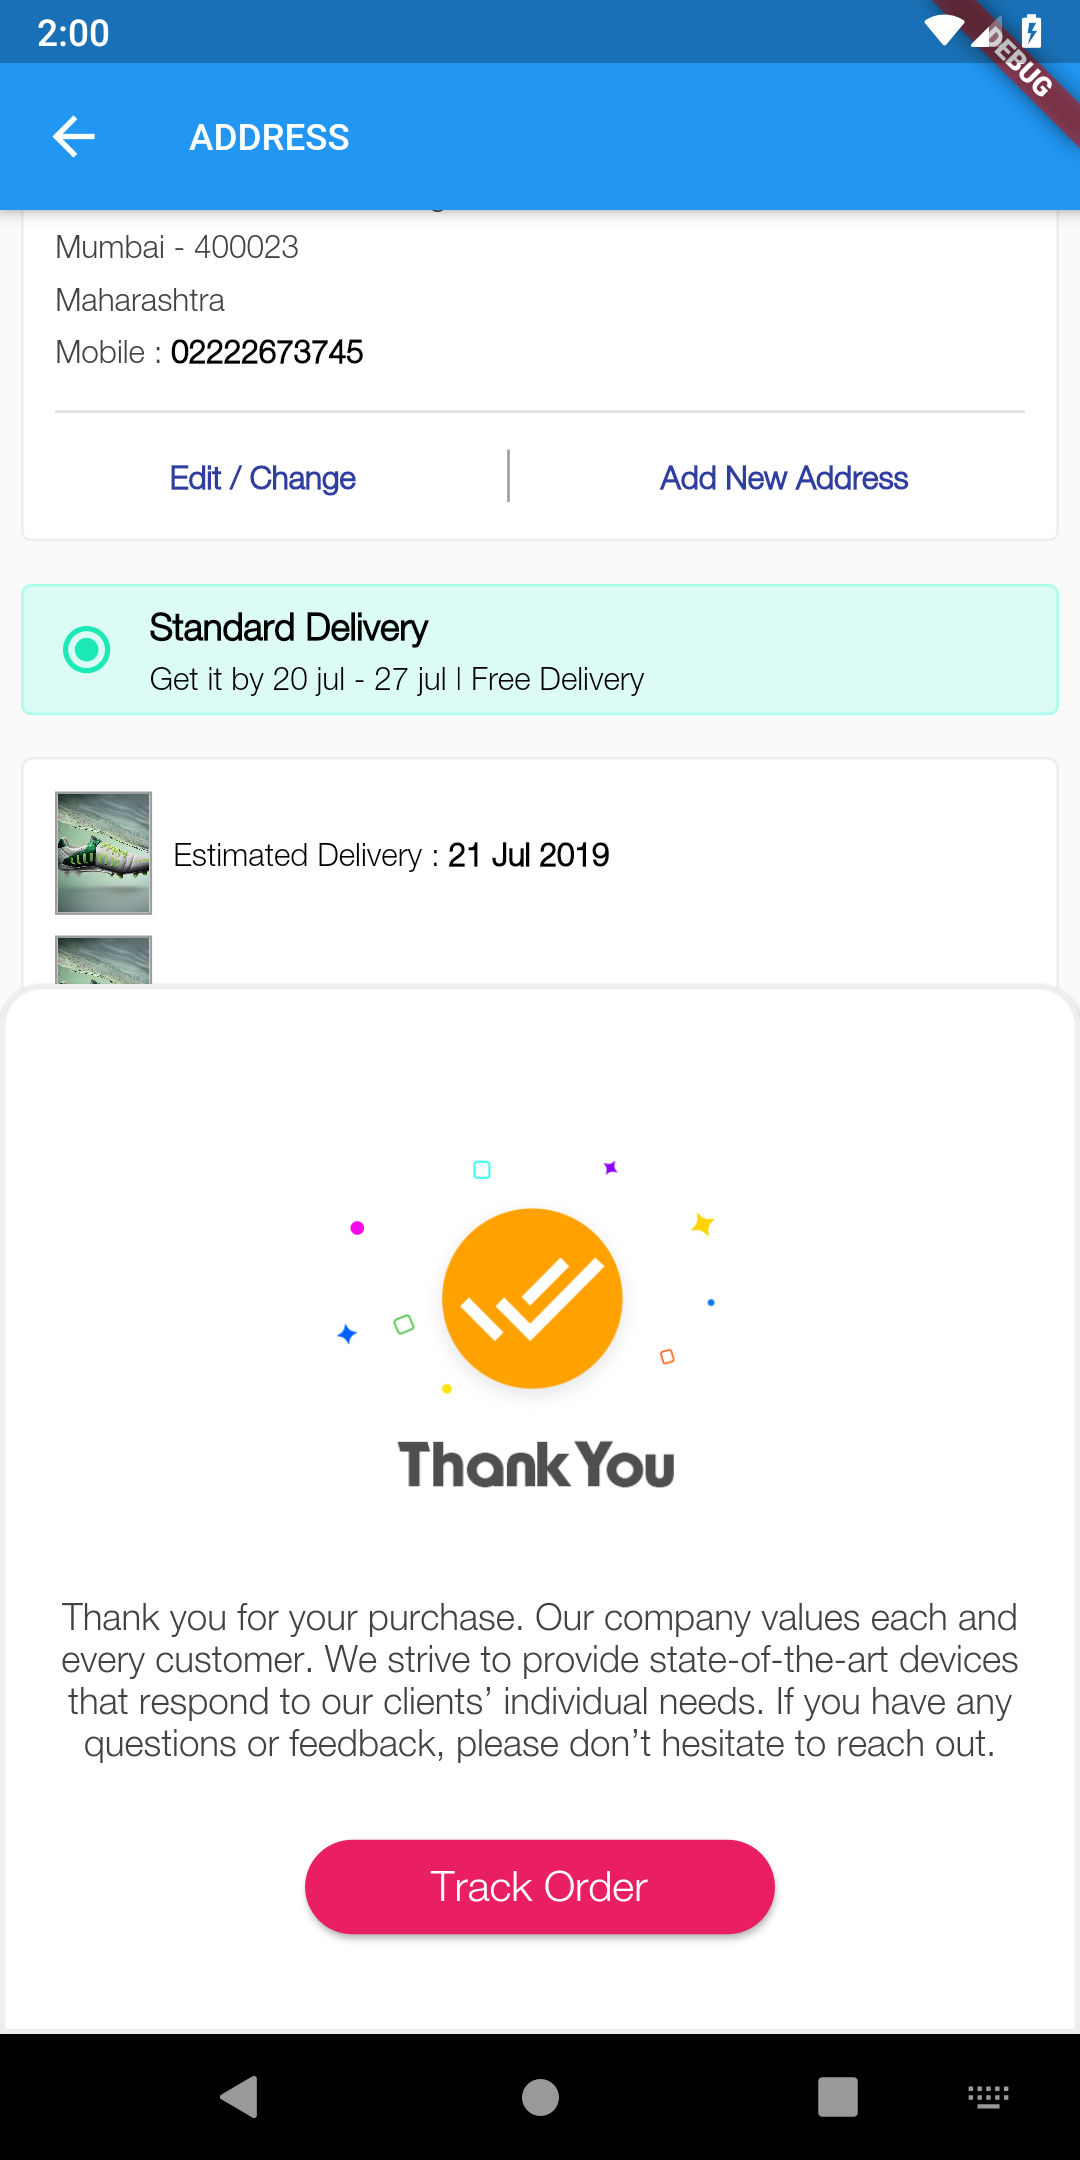 2:00
DEBUG
ADDRESS
Mumbai - 400023
Maharashtra
Mobile : 02222673745
Edit / Change
Add New Address
Standard Delivery
Get it by 20 jul - 27 jul | Free Delivery
Estimated Delivery : 21 Jul 2019
Thank You
Thank you for your purchase. Our company values each and
every customer. We strive to provide state-of-the-art devices
that respond to our clients’ individual needs. If you have any
questions or feedback, please don’t hesitate to reach out.
Track Order